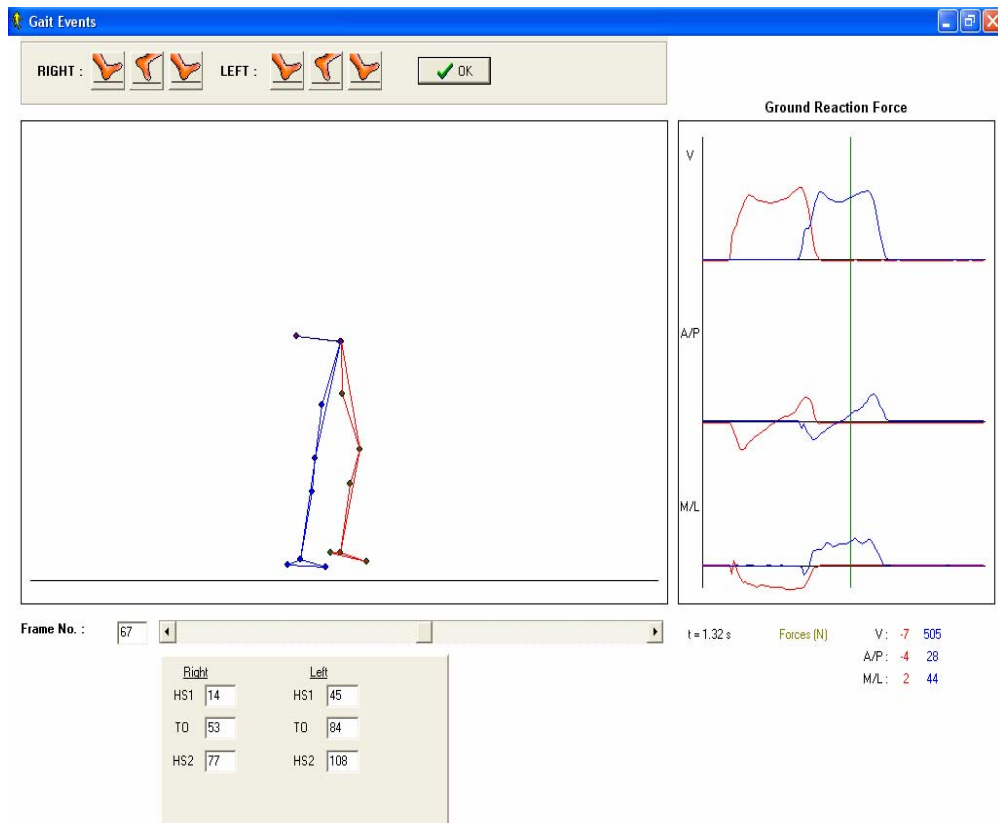 Gait Events
RIGHT : LEFT : OK
Ground Reaction Force
V
A/P
M/L
Frame No. : 67
t = 1.32 s Forces (N) V : -7 505
A/P : -4 28
M/L : 2 44
Right Left
HS1 14 HS1 45
TO 53 TO 84
HS2 77 HS2 108